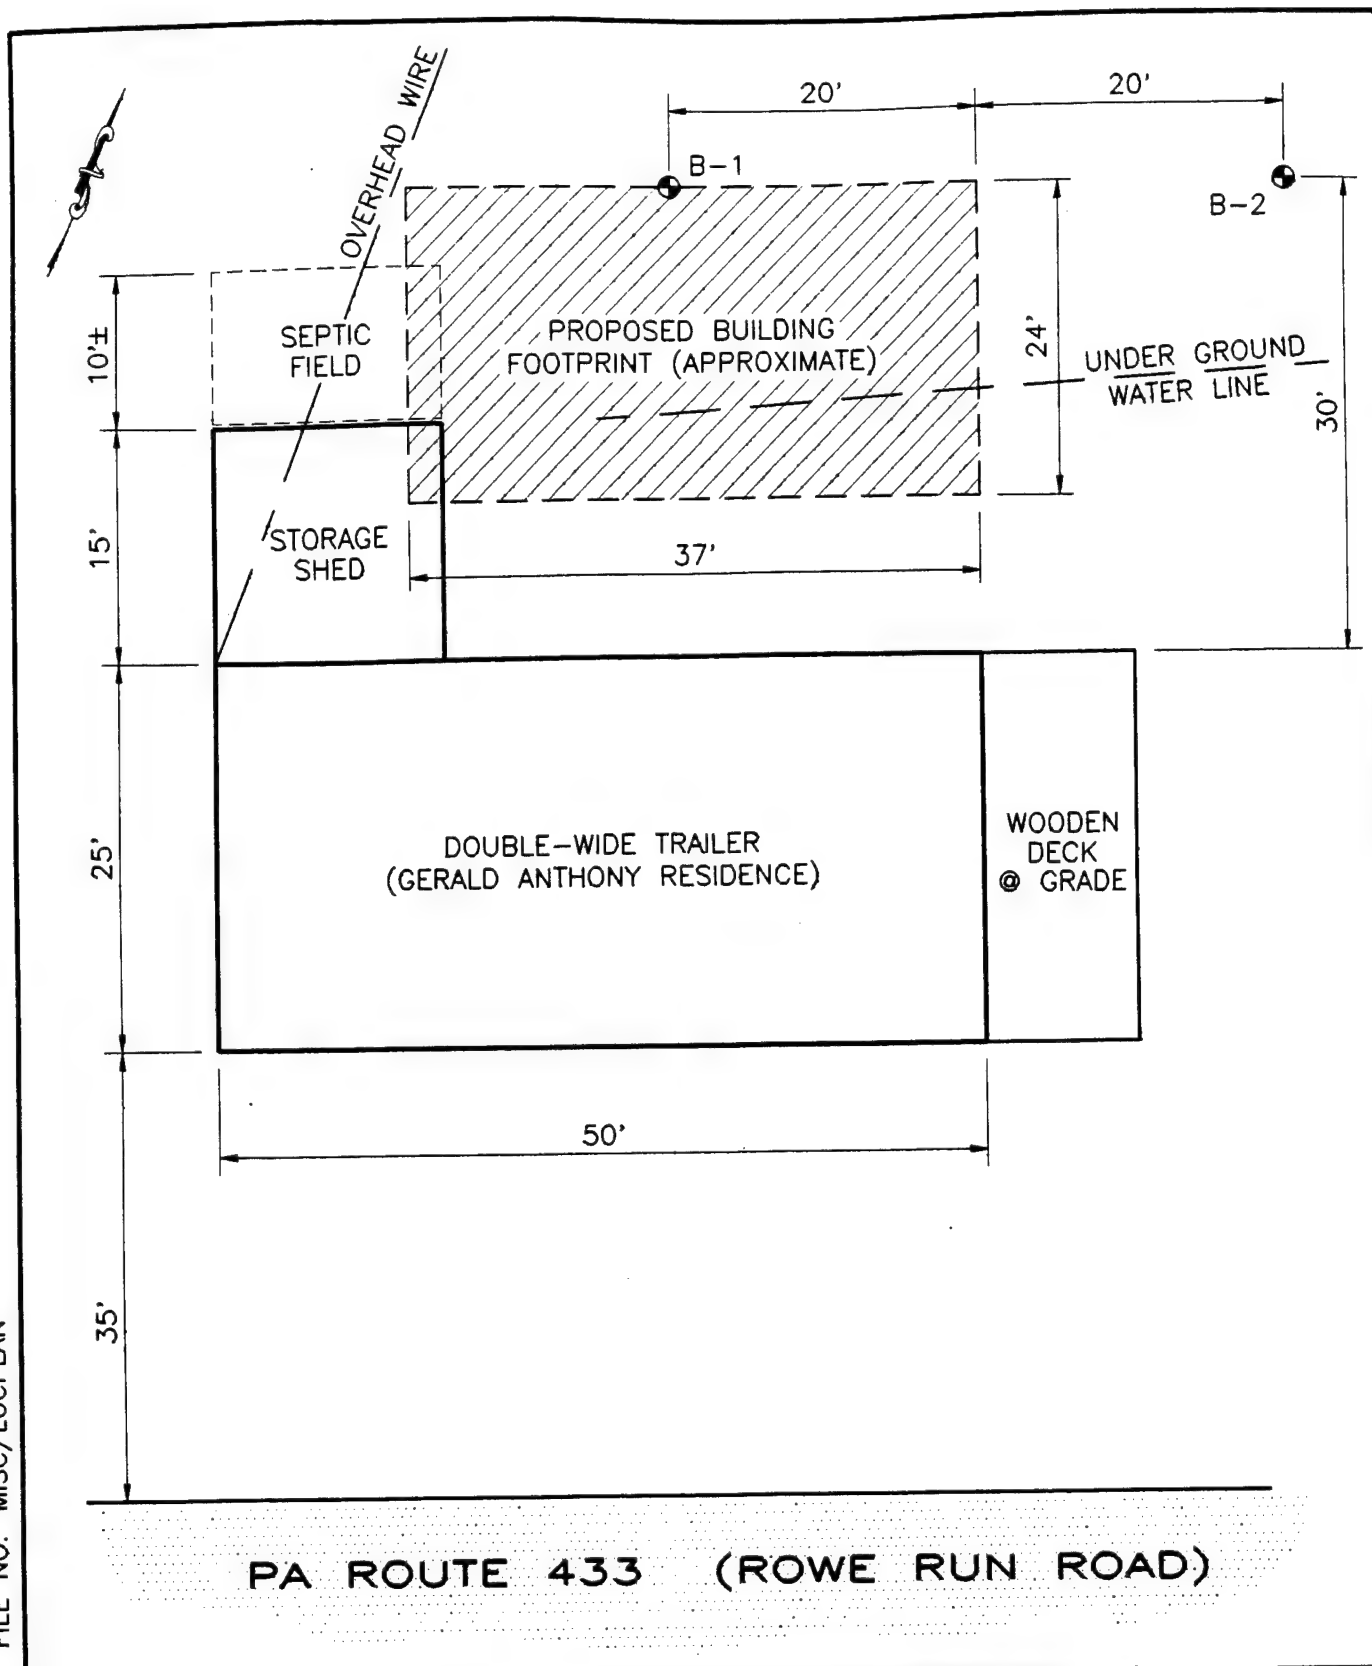 OVERHEAD WIRE
20'
20'
B-1
B-2
10'±
SEPTIC
FIELD
PROPOSED BUILDING
FOOTPRINT (APPROXIMATE)
24'
UNDER GROUND
WATER LINE
30'
15'
STORAGE
SHED
37'
25'
DOUBLE-WIDE TRAILER
(GERALD ANTHONY RESIDENCE)
WOODEN
DECK
@ GRADE
50'
35'
PA ROUTE 433 (ROWE RUN ROAD)
FILE NO.